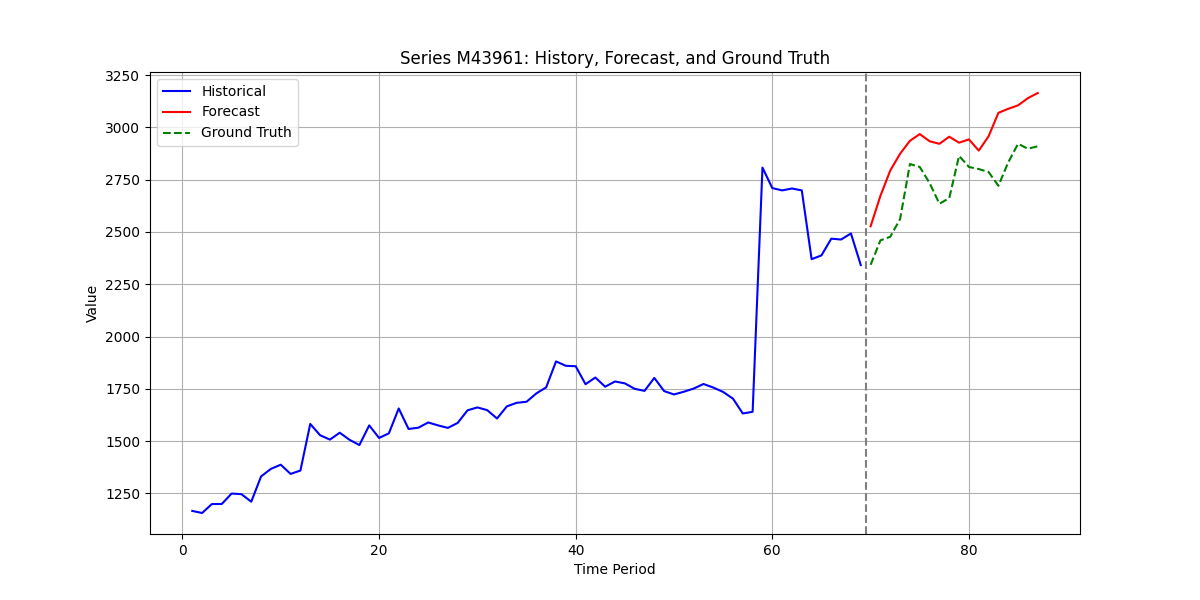 Series M43961: History, Forecast, and Ground Truth
3250
3000
2750
2500
2250
2000
1750
1500
1250
Value
Historical
Forecast
Ground Truth
0
20
40
60
80
Time Period